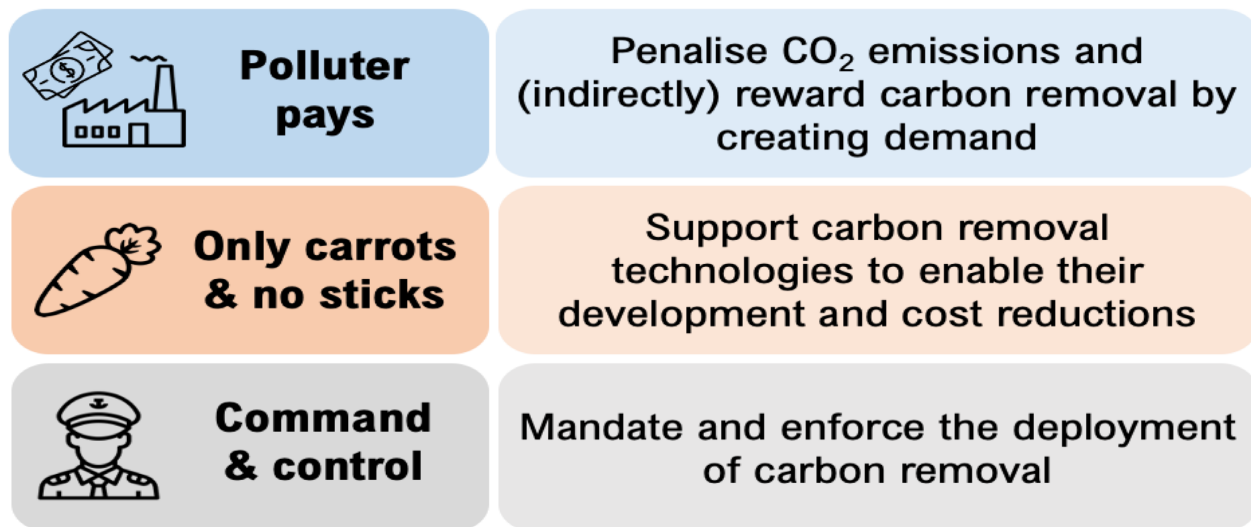 Polluter
pays
Penalise CO₂ emissions and
(indirectly) reward carbon removal by
creating demand
Only carrots
& no sticks
Support carbon removal
technologies to enable their
development and cost reductions
Command
& control
Mandate and enforce the deployment
of carbon removal